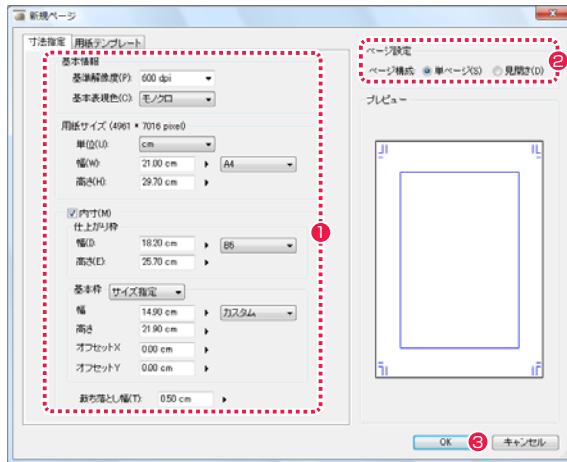 新規ページ
寸法指定 用紙テンプレート
基本情報
基準解像度(P): 600 dpi
基本表現色(C): モノクロ
用紙サイズ (4961 * 7016 pixel)
単位(U): cm
幅(W): 21.00 cm A4
高さ(H): 29.70 cm
内寸(M)
仕上がり枠
幅(I): 18.20 cm B5
高さ(E): 25.70 cm
基本枠 サイズ指定
幅 14.90 cm カスタム
高さ 21.90 cm
オフセットX 0.00 cm
オフセットY 0.00 cm
裁ち落とし幅(T): 0.50 cm
1
ページ設定
ページ構成: 単ページ(S) 見開き(D)
2
プレビュー
OK 3 キャンセル